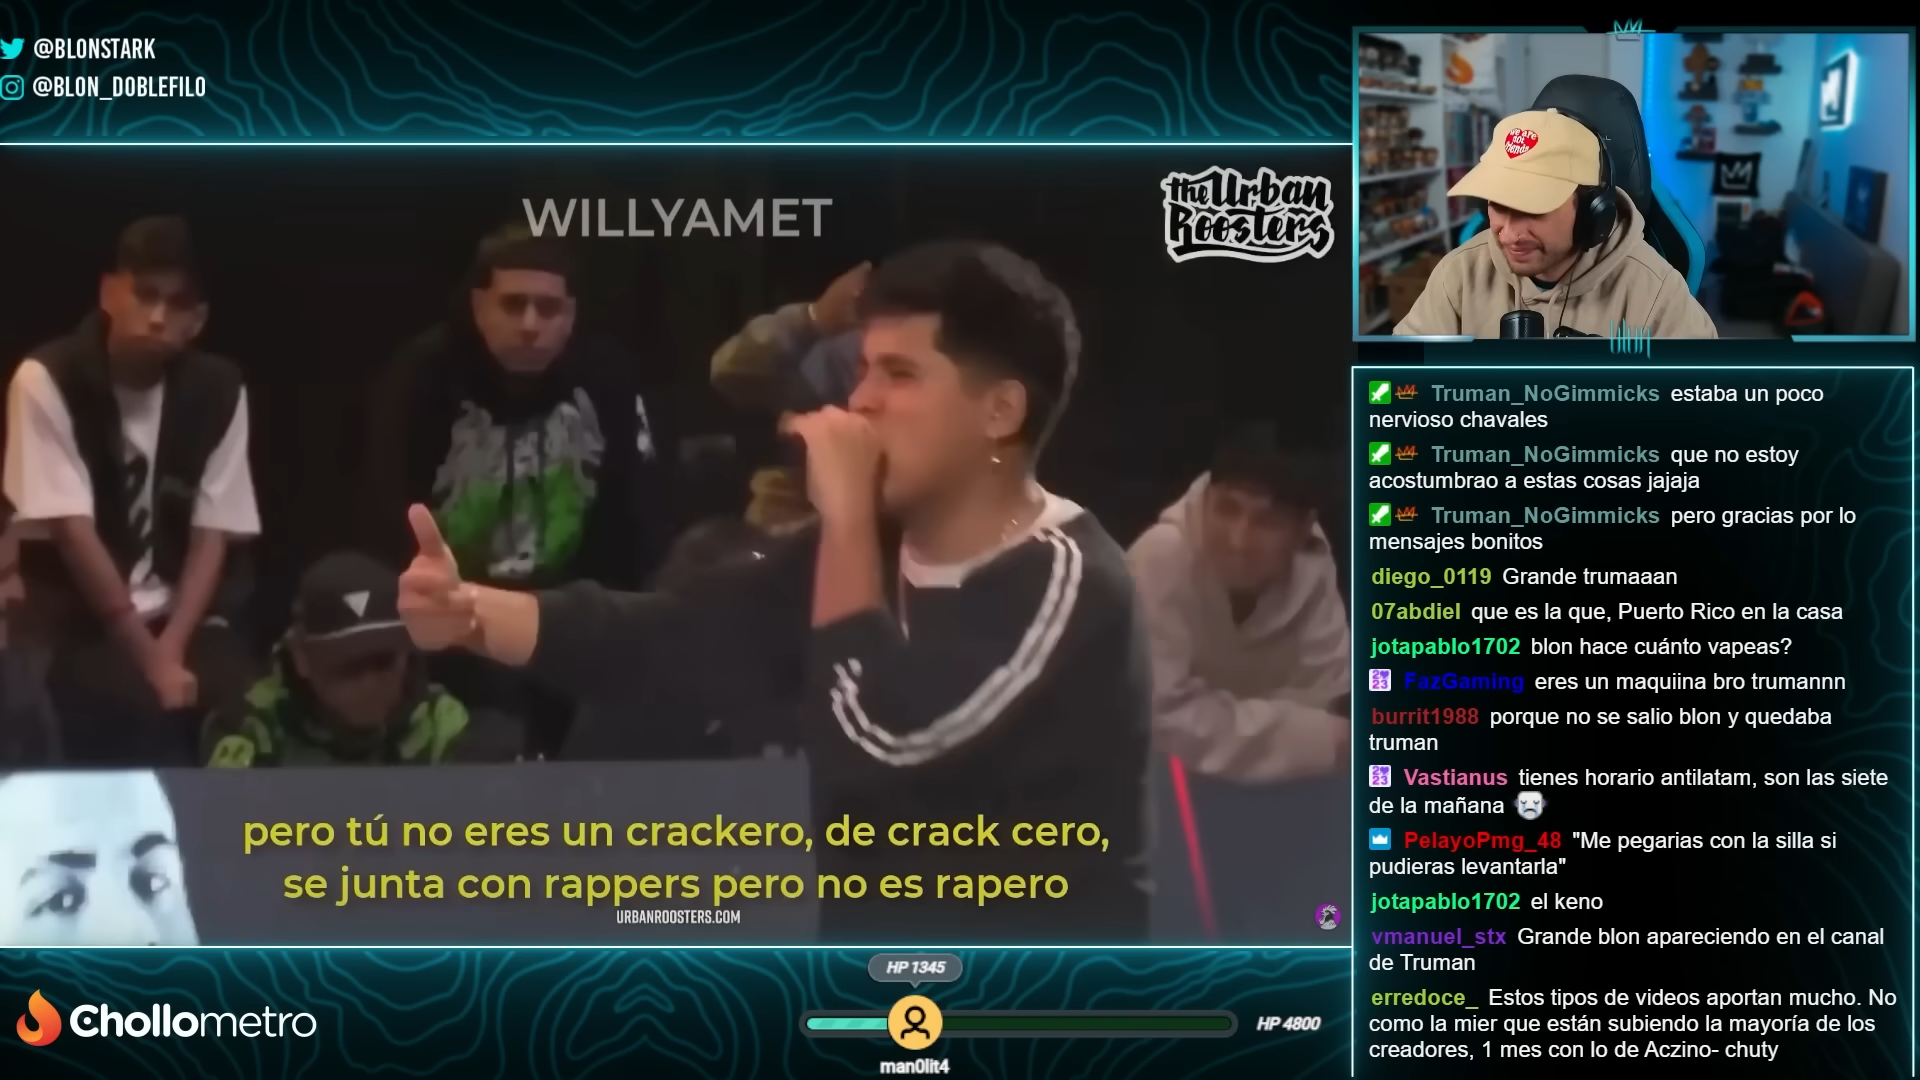 @BLONSTARK
@BLON_DOBLEFILO
WILLYAMET
the Urban
Roosters
pero tú no eres un crackero, de crack cero,
se junta con rappers pero no es rapero
URBANROOSTERS.COM
Chollometro
HP 1345
HP 4800
man0lit4
we are
not
friends
Truman_NoGimmicks estaba un poco
nervioso chavales
Truman_NoGimmicks que no estoy
acostumbrao a estas cosas jajaja
Truman_NoGimmicks pero gracias por lo
mensajes bonitos
diego_0119 Grande trumaaan
07abdiel que es la que, Puerto Rico en la casa
jotapablo1702 blon hace cuánto vapeas?
FazGaming eres un maquiina bro trumannn
burrit1988 porque no se salio blon y quedaba
truman
Vastianus tienes horario antilatam, son las siete
de la mañana
PelayoPmg_48 "Me pegarias con la silla si
pudieras levantarla"
jotapablo1702 el keno
vmanuel_stx Grande blon apareciendo en el canal
de Truman
erredoce_ Estos tipos de videos aportan mucho. No
como la mier que están subiendo la mayoría de los
creadores, 1 mes con lo de Aczino- chuty